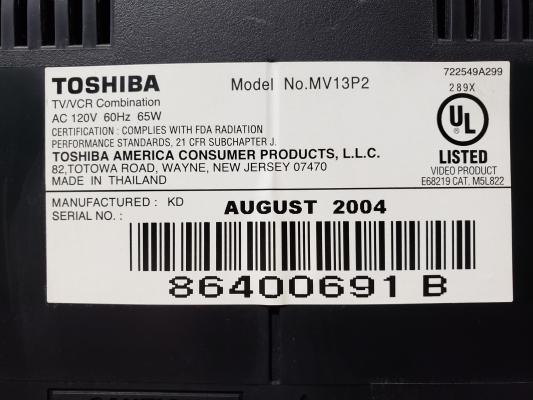 TOSHIBA Model No.MV13P2 722549A299
TV/VCR Combination 289X
AC 120V 60Hz 65W
CERTIFICATION : COMPLIES WITH FDA RADIATION
PERFORMANCE STANDARDS, 21 CFR SUBCHAPTER J.
UL
TOSHIBA AMERICA CONSUMER PRODUCTS, L.L.C.
LISTED
82,TOTOWA ROAD, WAYNE, NEW JERSEY 07470
VIDEO PRODUCT
MADE IN THAILAND
E68219 CAT. M5L822
MANUFACTURED : KD AUGUST 2004
SERIAL NO. :
86400691 B